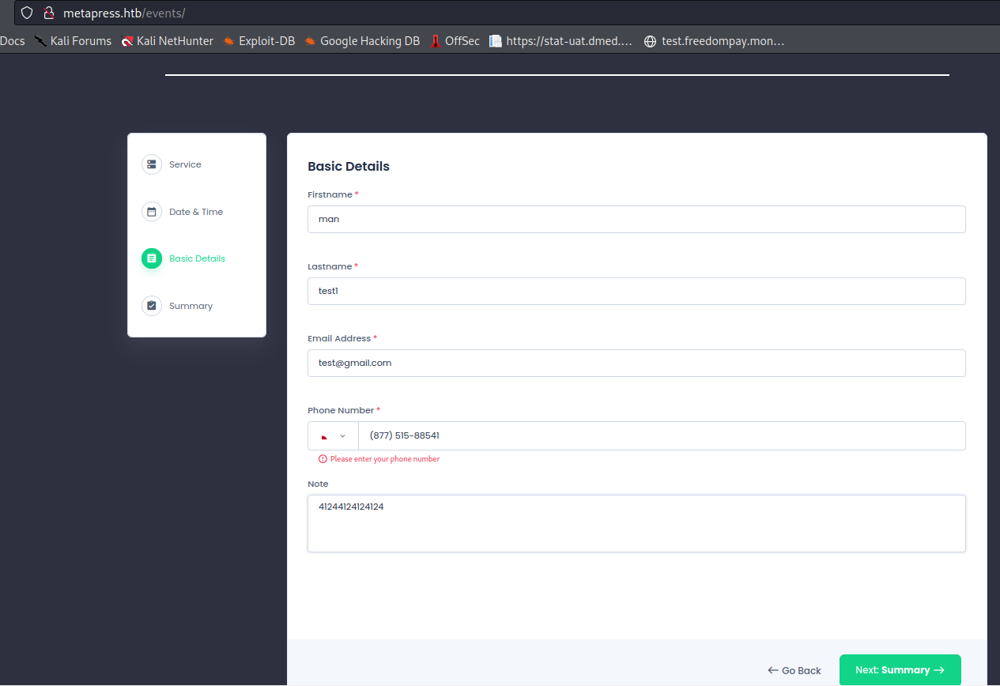 metapress.htb/events/
Docs Kali Forums Kali NetHunter Exploit-DB Google Hacking DB OffSec https://stat-uat.dmed.... test.freedompay.mon...
Service
Date & Time
Basic Details
Summary
Basic Details
Firstname *
man
Lastname *
test1
Email Address *
test@gmail.com
Phone Number *
(877) 515-88541
Please enter your phone number
Note
41244124124124
← Go Back
Next: Summary →